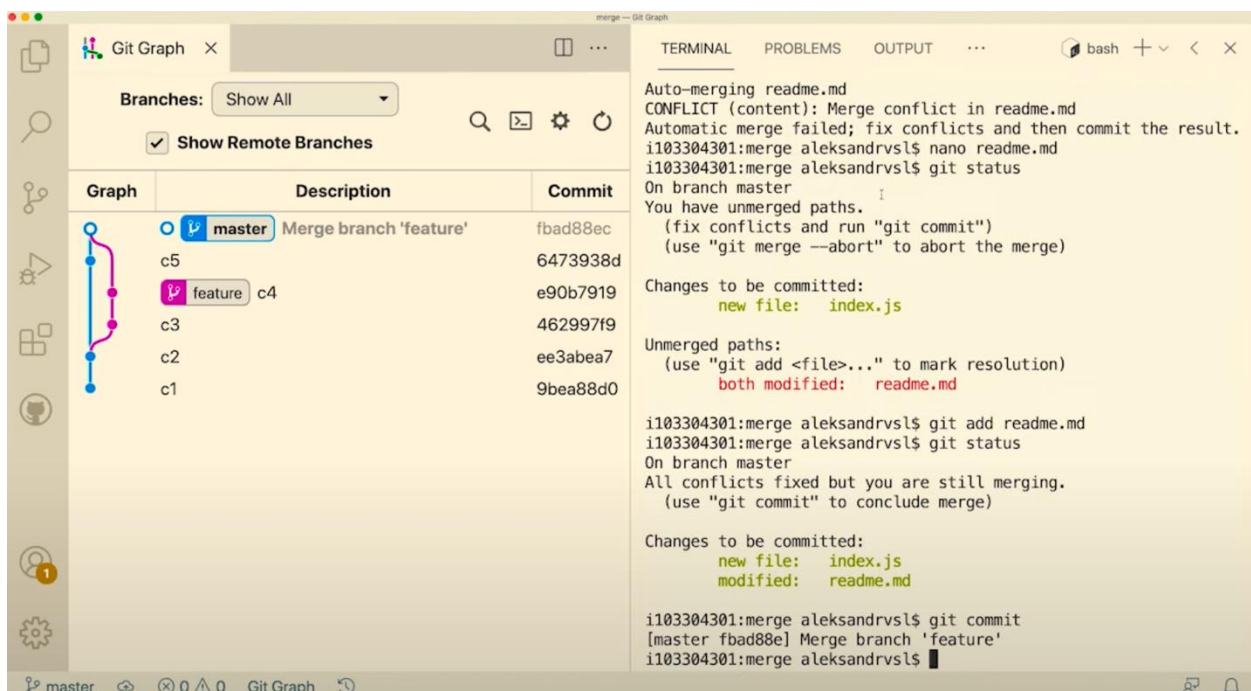 merge — Git Graph
Git Graph
Branches: Show All
Show Remote Branches
Graph Description Commit
master Merge branch 'feature' fbad88ec
c5 6473938d
feature c4 e90b7919
c3 462997f9
c2 ee3abea7
c1 9bea88d0
1
TERMINAL PROBLEMS OUTPUT ... bash
Auto-merging readme.md
CONFLICT (content): Merge conflict in readme.md
Automatic merge failed; fix conflicts and then commit the result.
i103304301:merge aleksandrvsl$ nano readme.md
i103304301:merge aleksandrvsl$ git status
On branch master
You have unmerged paths.
(fix conflicts and run "git commit")
(use "git merge --abort" to abort the merge)
Changes to be committed:
new file: index.js
Unmerged paths:
(use "git add <file>..." to mark resolution)
both modified: readme.md
i103304301:merge aleksandrvsl$ git add readme.md
i103304301:merge aleksandrvsl$ git status
On branch master
All conflicts fixed but you are still merging.
(use "git commit" to conclude merge)
Changes to be committed:
new file: index.js
modified: readme.md
i103304301:merge aleksandrvsl$ git commit
[master fbad88e] Merge branch 'feature'
i103304301:merge aleksandrvsl$
master 0 0 Git Graph